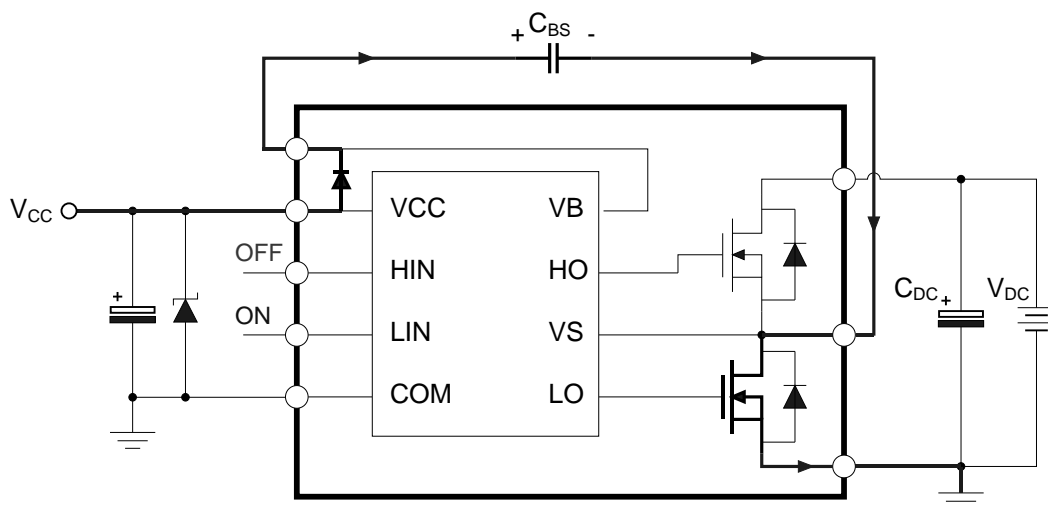 + C_BS -
V_CC
VCC VB
OFF
HIN HO
C_DC + V_DC
+
ON
LIN VS
COM LO